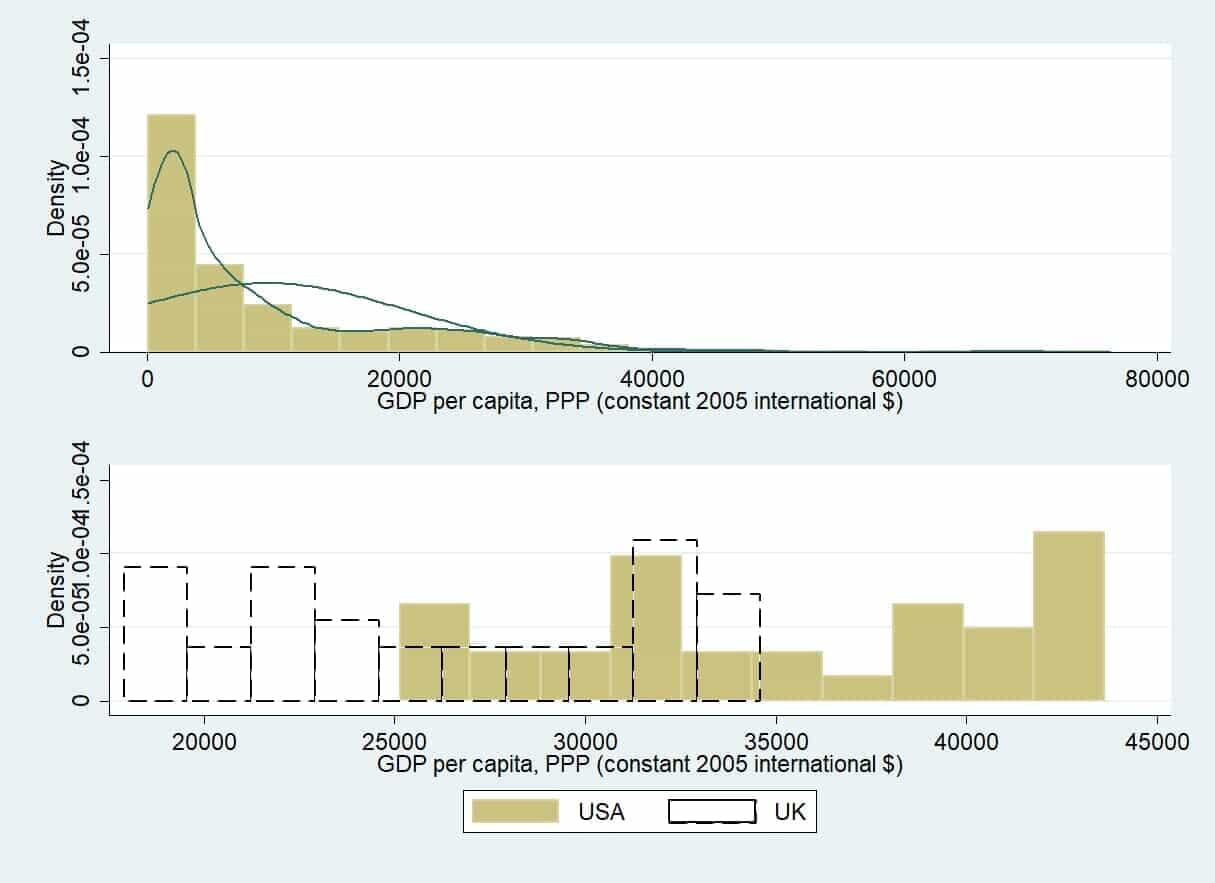 1.5e-04
1.0e-04
5.0e-05
0
Density
0 20000 40000 60000 80000
GDP per capita, PPP (constant 2005 international $)
1.5e-04
1.0e-04
5.0e-05
0
Density
20000 25000 30000 35000 40000 45000
GDP per capita, PPP (constant 2005 international $)
USA UK